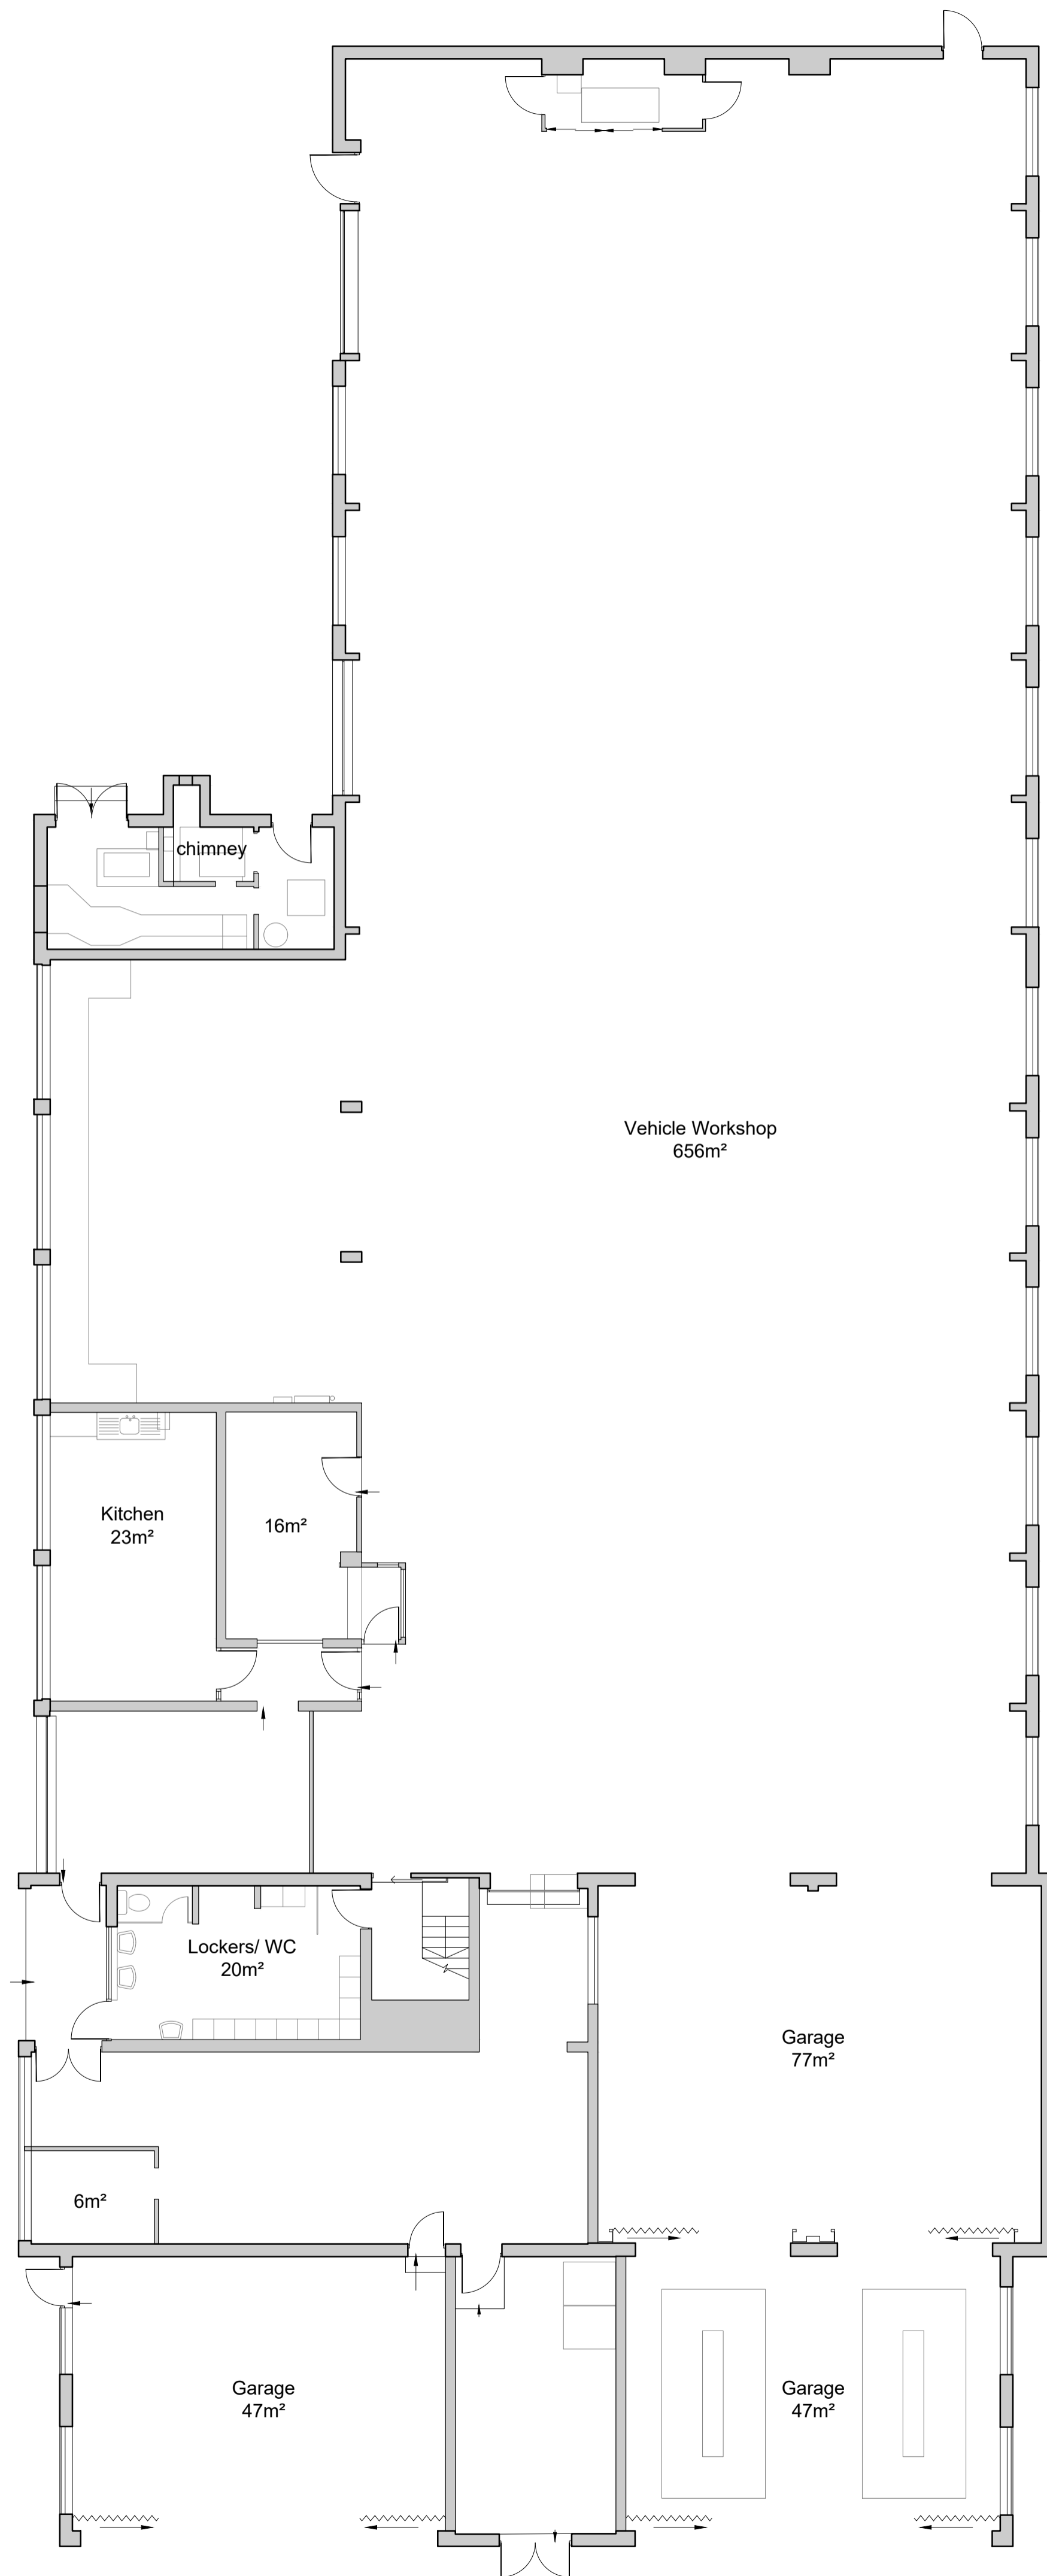 chimney
Vehicle Workshop
656m²
Kitchen
23m²
16m²
Lockers/ WC
20m²
Garage
77m²
6m²
Garage
47m²
Garage
47m²